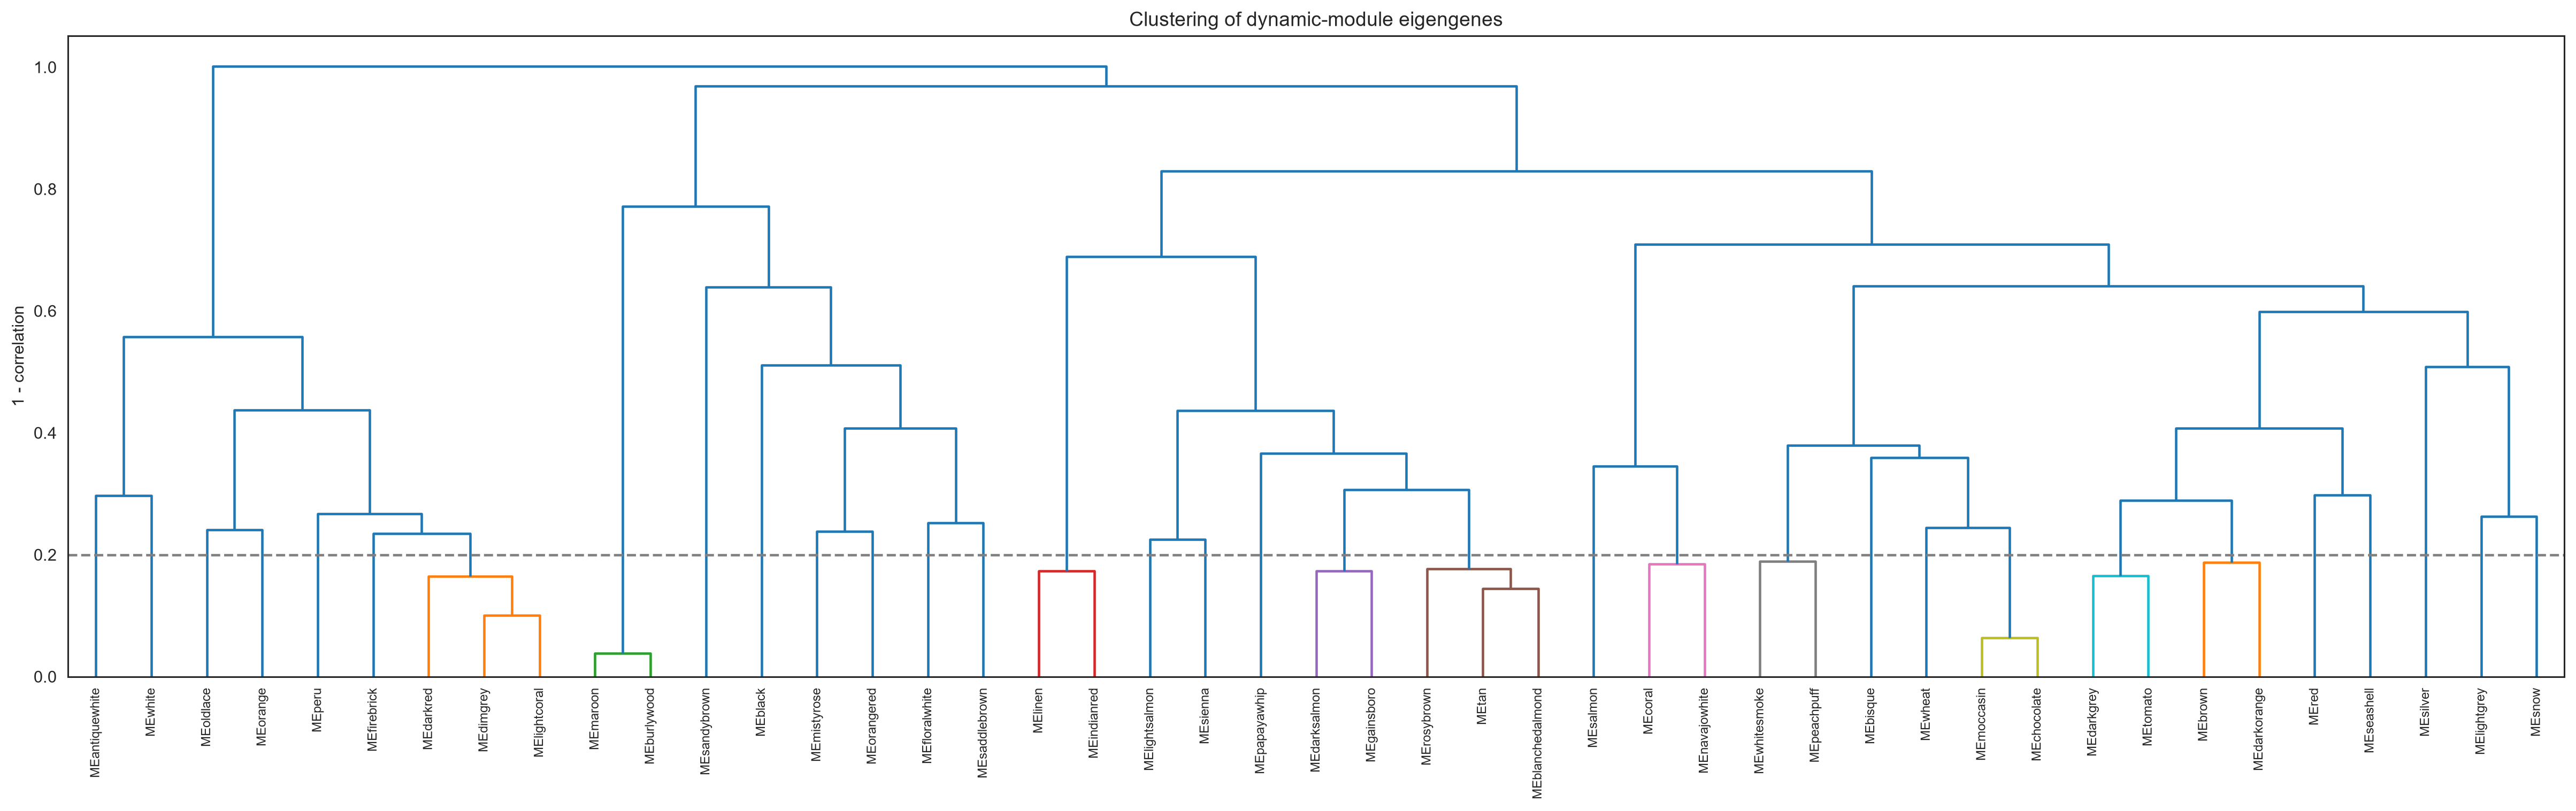 Clustering of dynamic-module eigengenes
1 - correlation
1.0
0.8
0.6
0.4
0.2
0.0
MEantiquewhite
MEwhite
MEoldlace
MEorange
MEperu
MEfirebrick
MEdarkred
MEdimgrey
MElightcoral
MEmaroon
MEburlywood
MEsandybrown
MEblack
MEmistyrose
MEorangered
MEfloralwhite
MEsaddlebrown
MElinen
MEindianred
MElightsalmon
MEsienna
MEpapayawhip
MEdarksalmon
MEgainsboro
MErosybrown
MEtan
MEblanchedalmond
MEsalmon
MEcoral
MEnavajowhite
MEwhitesmoke
MEpeachpuff
MEbisque
MEwheat
MEmoccasin
MEchocolate
MEdarkgrey
MEtomato
MEbrown
MEdarkorange
MEred
MEseashell
MEsilver
MElightgrey
MEsnow